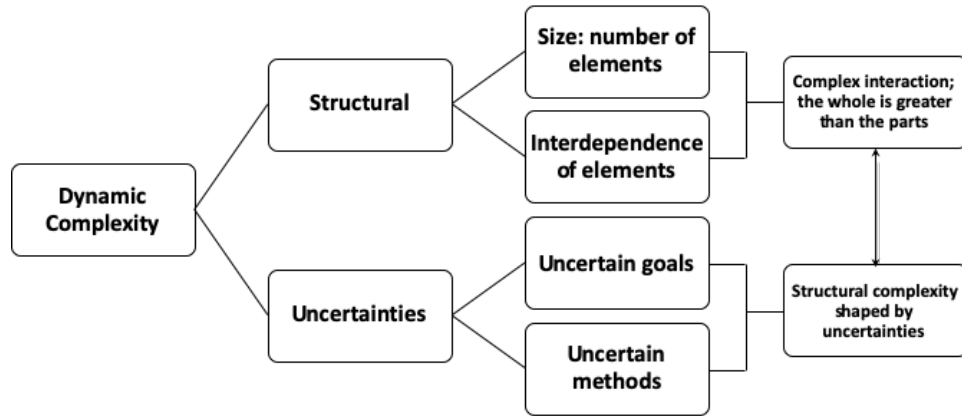 Dynamic
Complexity
Structural
Uncertainties
Size: number of
elements
Interdependence
of elements
Uncertain goals
Uncertain
methods
Complex interaction;
the whole is greater
than the parts
Structural complexity
shaped by
uncertainties